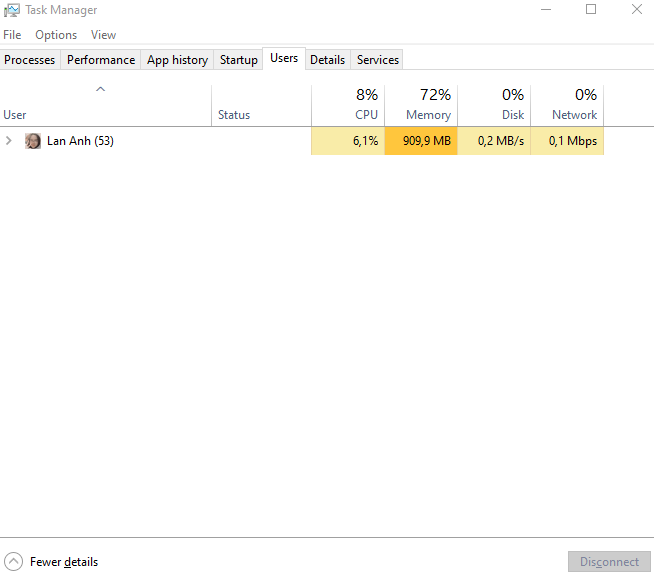 Task Manager
File Options View
Processes Performance App history Startup Users Details Services
8% 72% 0% 0%
User Status CPU Memory Disk Network
Lan Anh (53) 6,1% 909,9 MB 0,2 MB/s 0,1 Mbps
Fewer details Disconnect